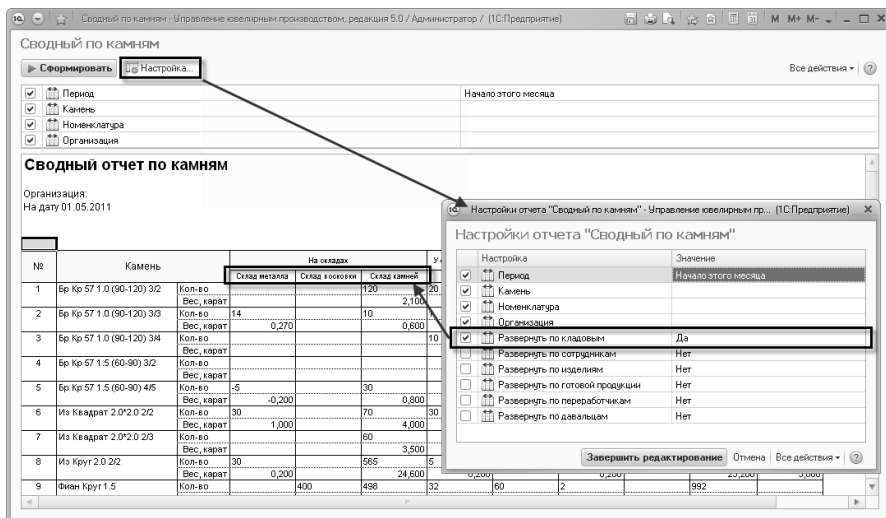 Сводный по камням - Управление ювелирным производством, редакция 5.0 / Администратор / (1С:Предприятие)
M M+ M-
Сводный по камням
Сформировать Настройка... Все действия
Период Начало этого месяца
Камень
Номенклатура
Организация
Сводный отчет по камням
Организация:
На дату 01.05.2011
№ Камень На складах
Склад металла Склад восковки Склад камней
1 Бр Кр 57 1.0 (90-120) 3/2 Кол-во 120 20
Вес, карат 2,100
2 Бр Кр 57 1.0 (90-120) 3/3 Кол-во 14 10
Вес, карат 0,270 0,600
3 Бр Кр 57 1.0 (90-120) 3/4 Кол-во 10
Вес, карат
4 Бр Кр 57 1.5 (60-90) 3/2 Кол-во
Вес, карат
5 Бр Кр 57 1.5 (60-90) 4/5 Кол-во -5 30
Вес, карат -0,200 0,800
6 Из Квадрат 2.0*2.0 2/2 Кол-во 30 70 30
Вес, карат 1,000 4,000
7 Из Квадрат 2.0*2.0 2/3 Кол-во 60
Вес, карат 3,500
8 Из Круг 2.0 2/2 Кол-во 30 565 5
Вес, карат 0,200 24,600
9 Фиан Круг 1.5 Кол-во 400 498 32 60 2 992
Настройки отчета "Сводный по камням" - Управление ювелирным пр... (1С:Предприятие)
Настройки отчета "Сводный по камням"
Настройка Значение
Период Начало этого месяца
Камень
Номенклатура
Организация
Развернуть по кладовым Да
Развернуть по сотрудникам Нет
Развернуть по изделиям Нет
Развернуть по готовой продукции Нет
Развернуть по переработчикам Нет
Развернуть по давальцам Нет
Завершить редактирование Отмена Все действия